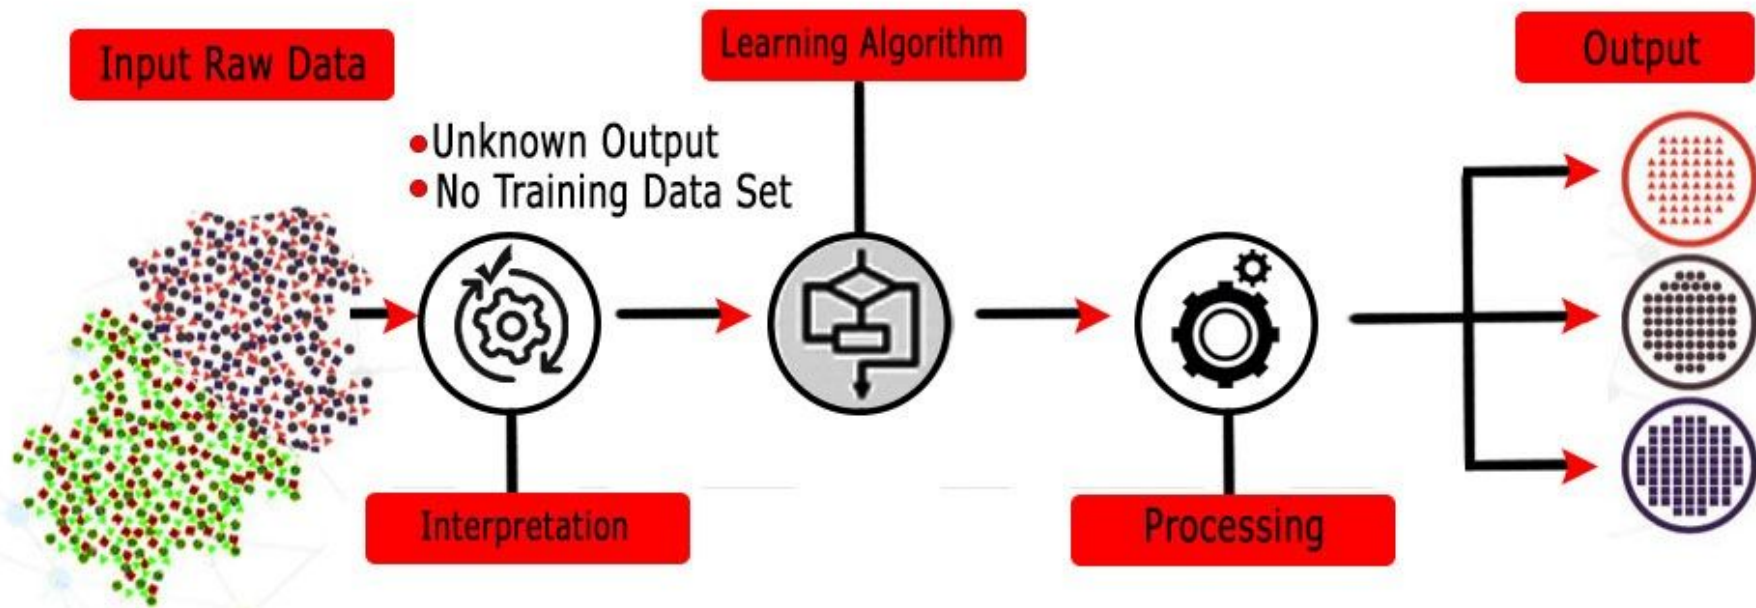 Input Raw Data
Learning Algorithm
Output
Unknown Output
No Training Data Set
Interpretation
Processing